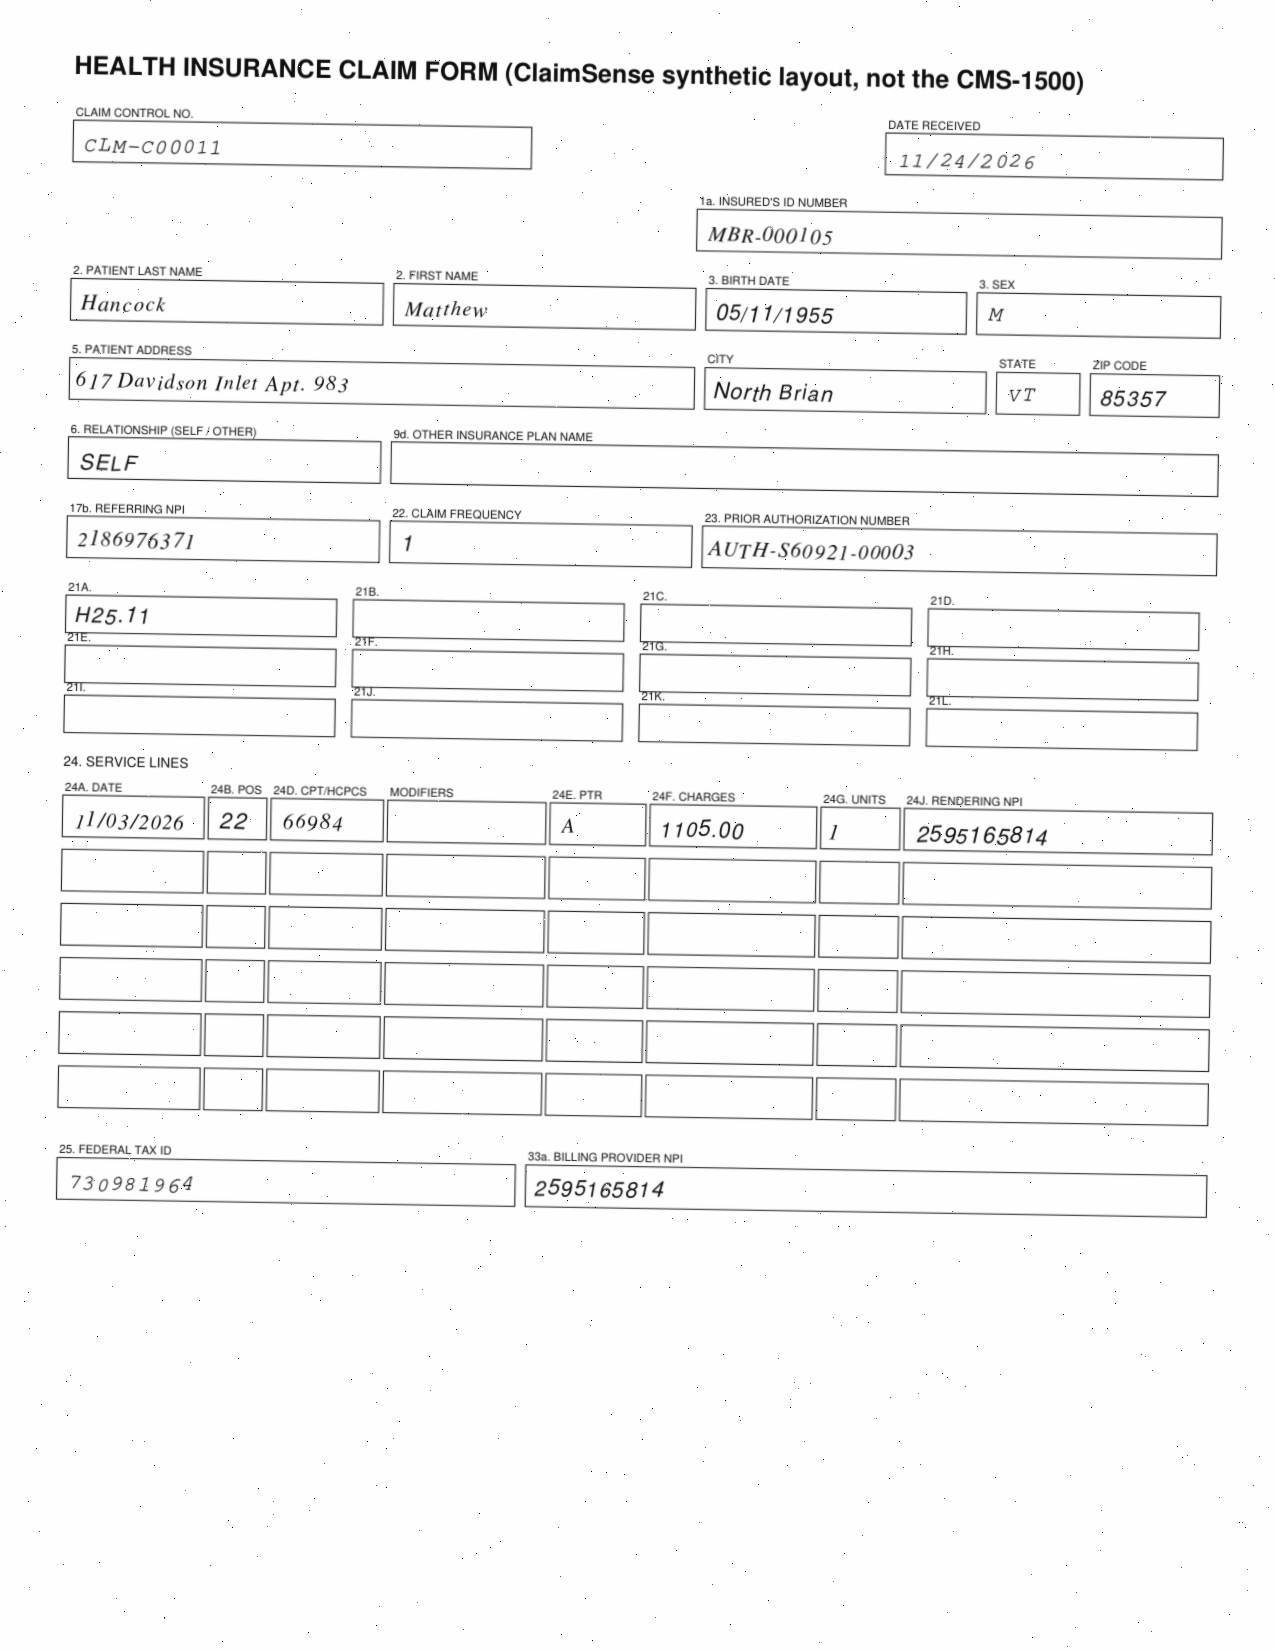 HEALTH INSURANCE CLAIM FORM (ClaimSense synthetic layout, not the CMS-1500)
CLAIM CONTROL NO.
CLM-C00011
DATE RECEIVED
11/24/2026
1a. INSURED'S ID NUMBER
MBR-000105
2. PATIENT LAST NAME
Hancock
2. FIRST NAME
Matthew
3. BIRTH DATE
05/11/1955
3. SEX
M
5. PATIENT ADDRESS
617 Davidson Inlet Apt. 983
CITY
North Brian
STATE
VT
ZIP CODE
85357
6. RELATIONSHIP (SELF / OTHER)
SELF
9d. OTHER INSURANCE PLAN NAME
17b. REFERRING NPI
2186976371
22. CLAIM FREQUENCY
1
23. PRIOR AUTHORIZATION NUMBER
AUTH-S60921-00003
21A.
H25.11
21B.
21C.
21D.
21E.
21F.
21G.
21H.
21I.
21J.
21K.
21L.
24. SERVICE LINES
24A. DATE 24B. POS 24D. CPT/HCPCS MODIFIERS 24E. PTR 24F. CHARGES 24G. UNITS 24J. RENDERING NPI
11/03/2026 22 66984 A 1105.00 1 2595165814
25. FEDERAL TAX ID
730981964
33a. BILLING PROVIDER NPI
2595165814